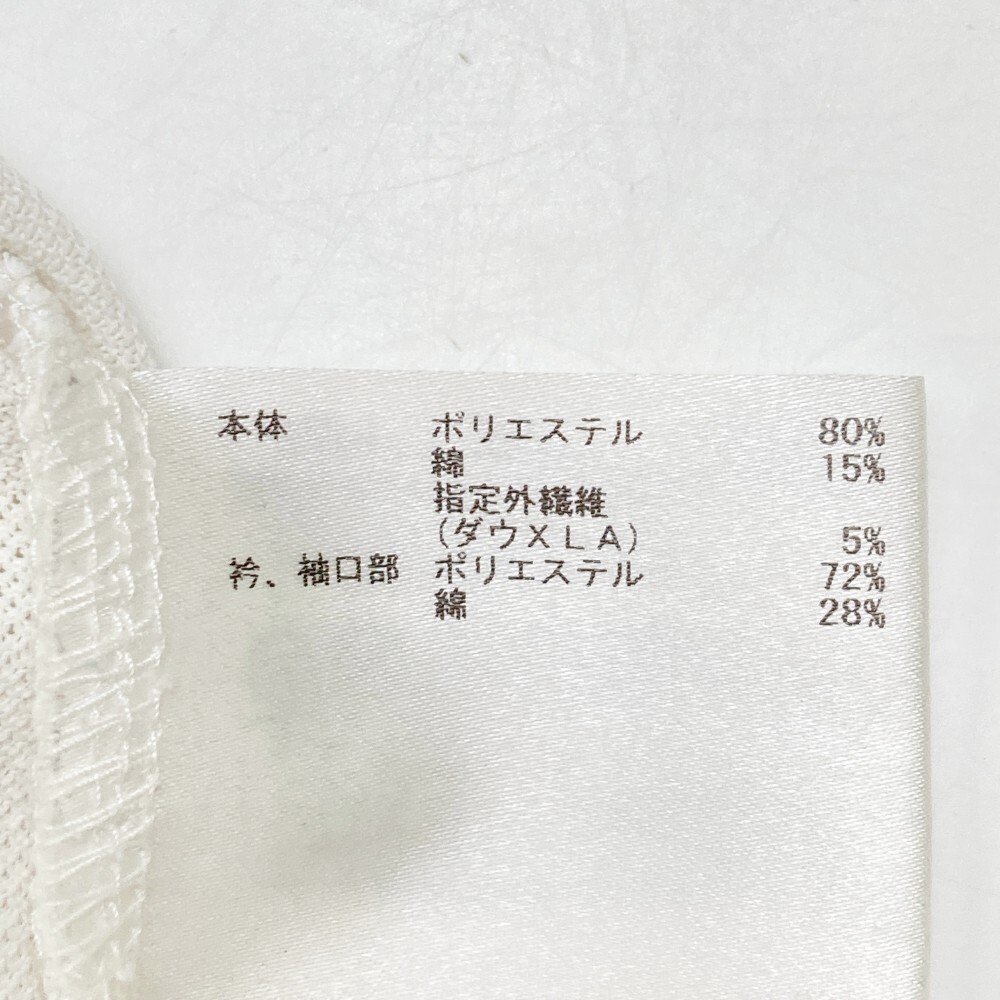 本体 ポリエステル 80%
綿 15%
指定外繊維
(ダウXLA) 5%
衿、袖口部 ポリエステル 72%
綿 28%